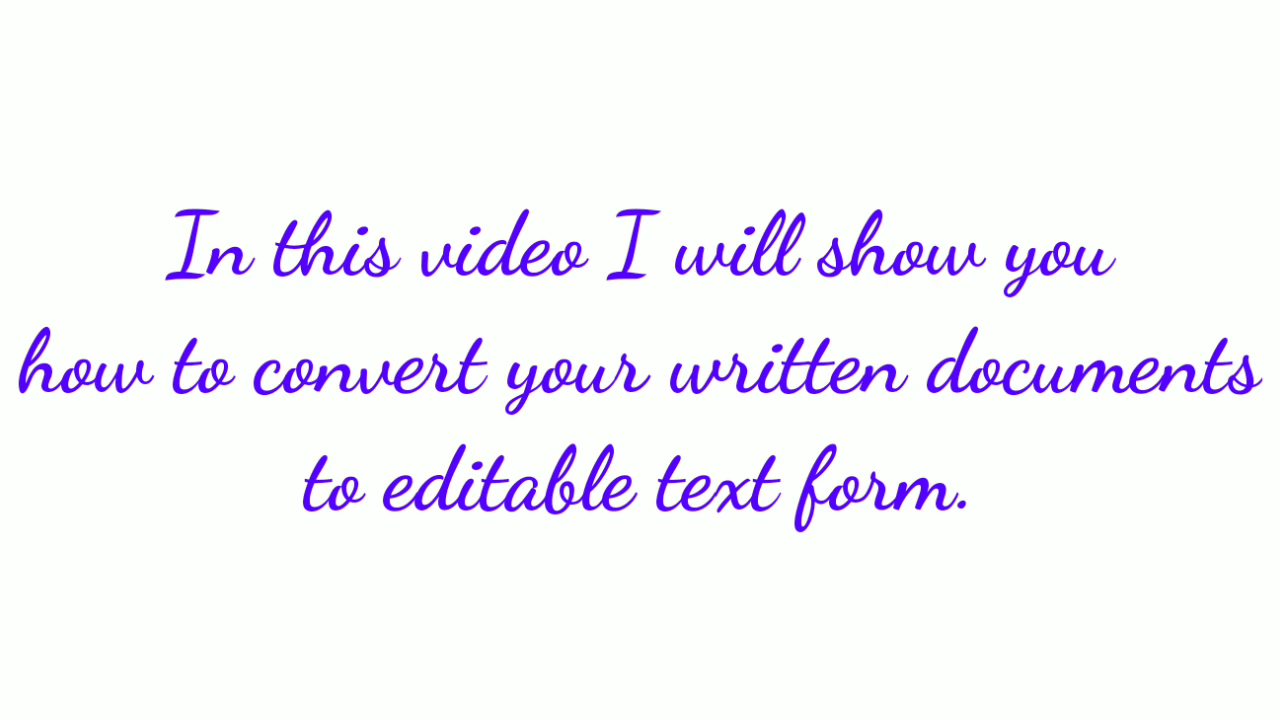 In this video I will show you
how to convert your written documents
to editable text form.